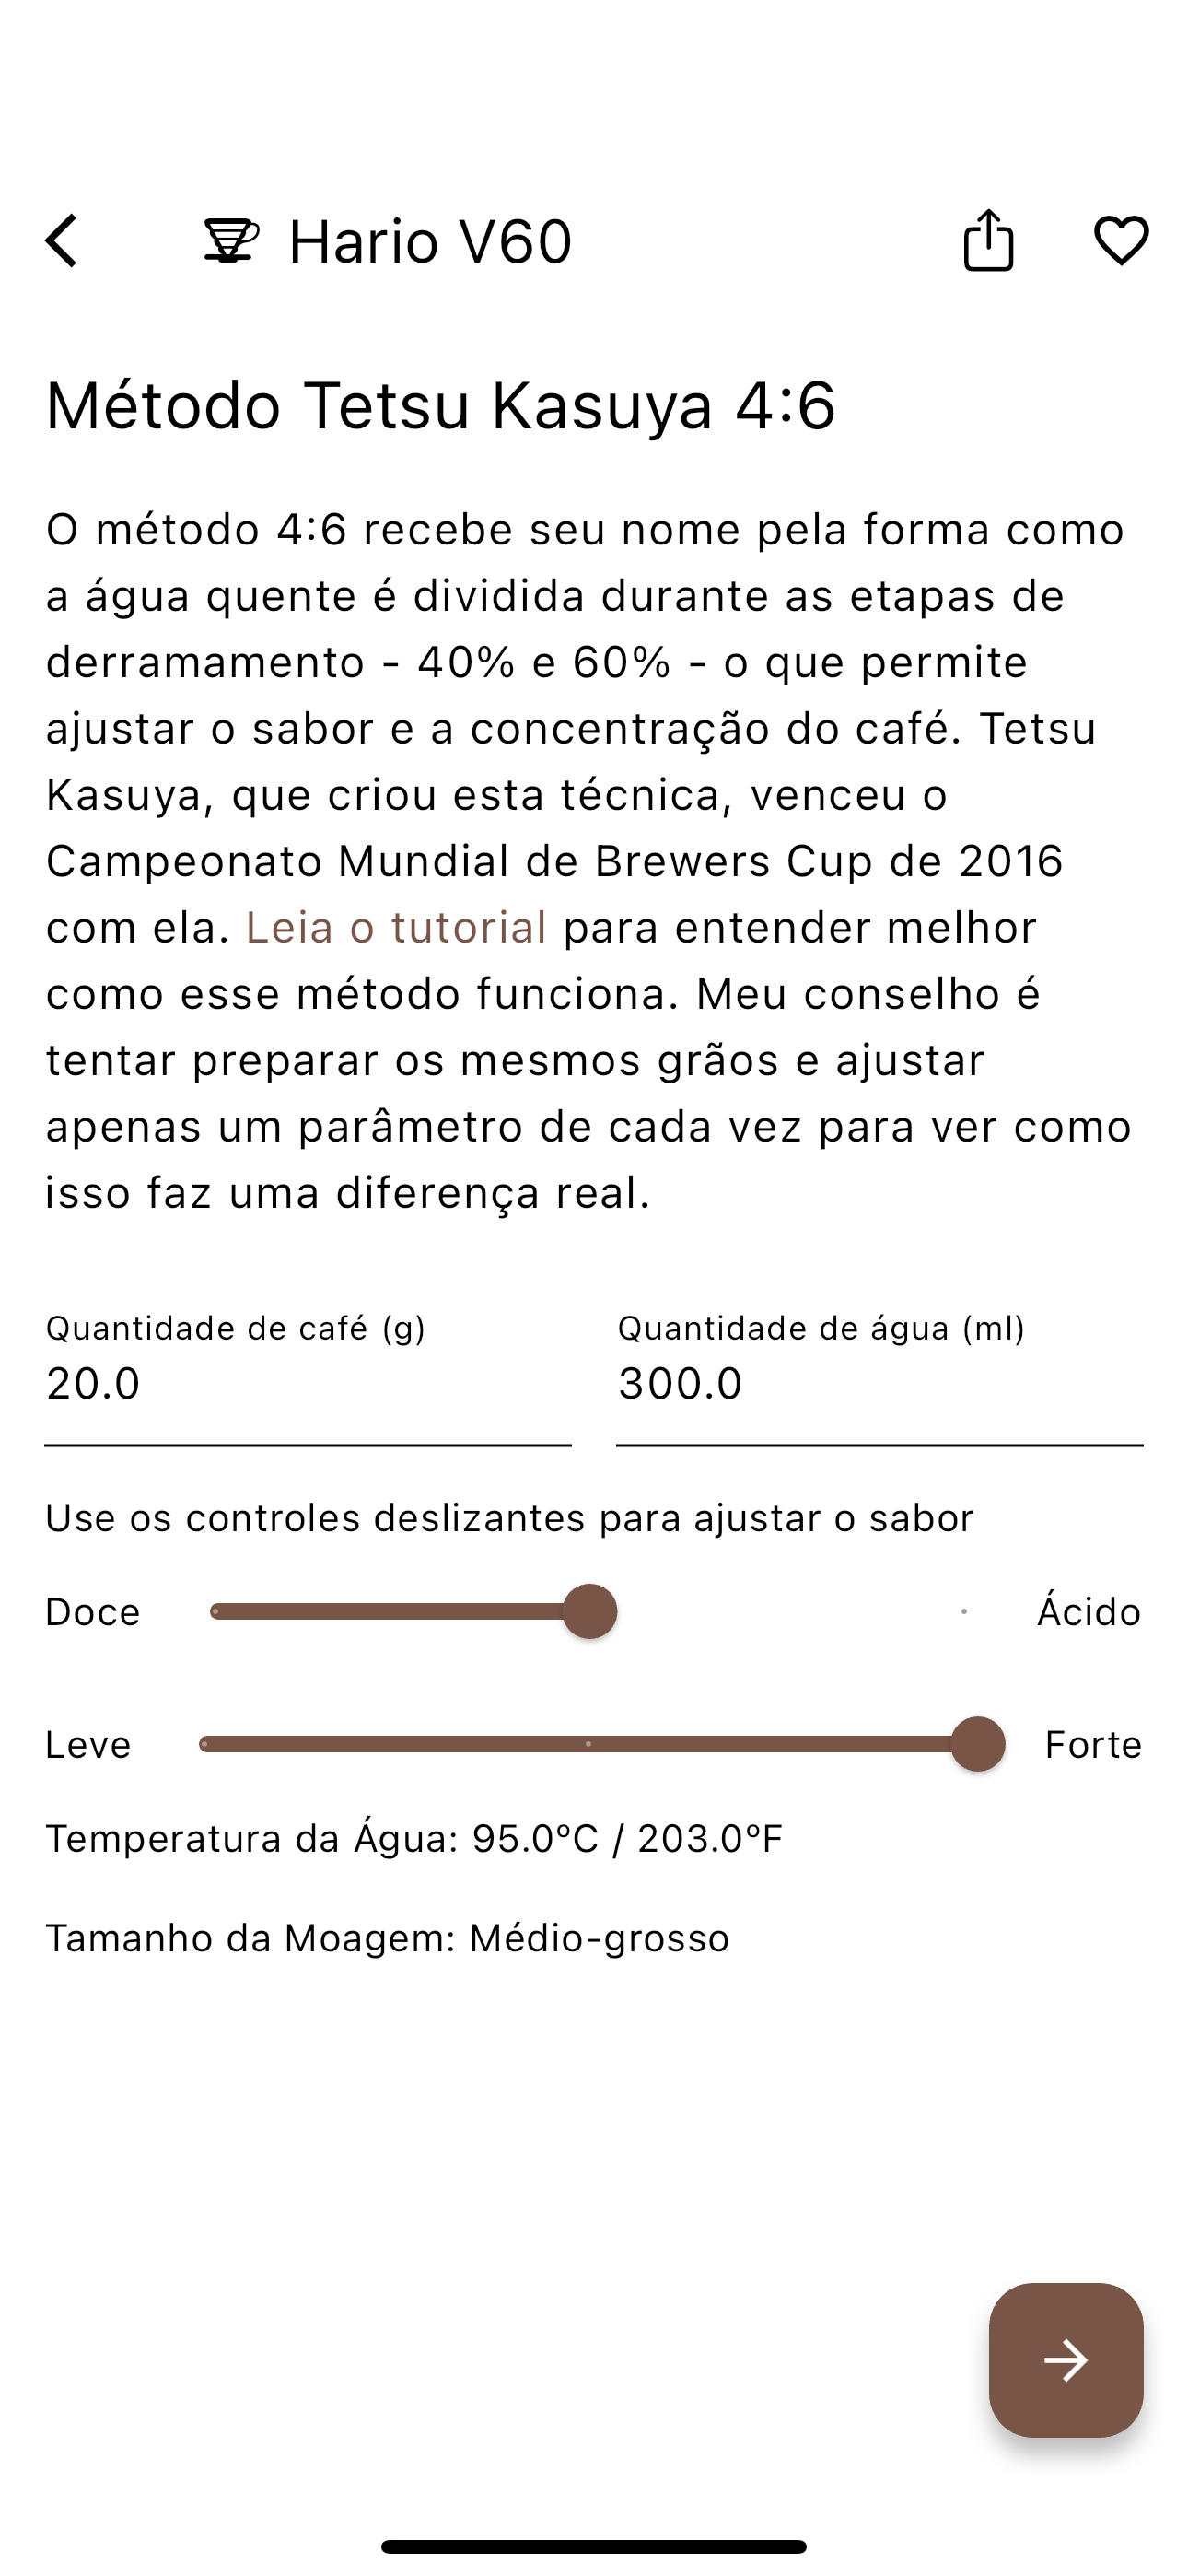 Hario V60
Método Tetsu Kasuya 4:6
O método 4:6 recebe seu nome pela forma como
a água quente é dividida durante as etapas de
derramamento - 40% e 60% - o que permite
ajustar o sabor e a concentração do café. Tetsu
Kasuya, que criou esta técnica, venceu o
Campeonato Mundial de Brewers Cup de 2016
com ela. Leia o tutorial para entender melhor
como esse método funciona. Meu conselho é
tentar preparar os mesmos grãos e ajustar
apenas um parâmetro de cada vez para ver como
isso faz uma diferença real.
Quantidade de café (g) Quantidade de água (ml)
20.0 300.0
Use os controles deslizantes para ajustar o sabor
Doce Ácido
Leve Forte
Temperatura da Água: 95.0ºC / 203.0ºF
Tamanho da Moagem: Médio-grosso